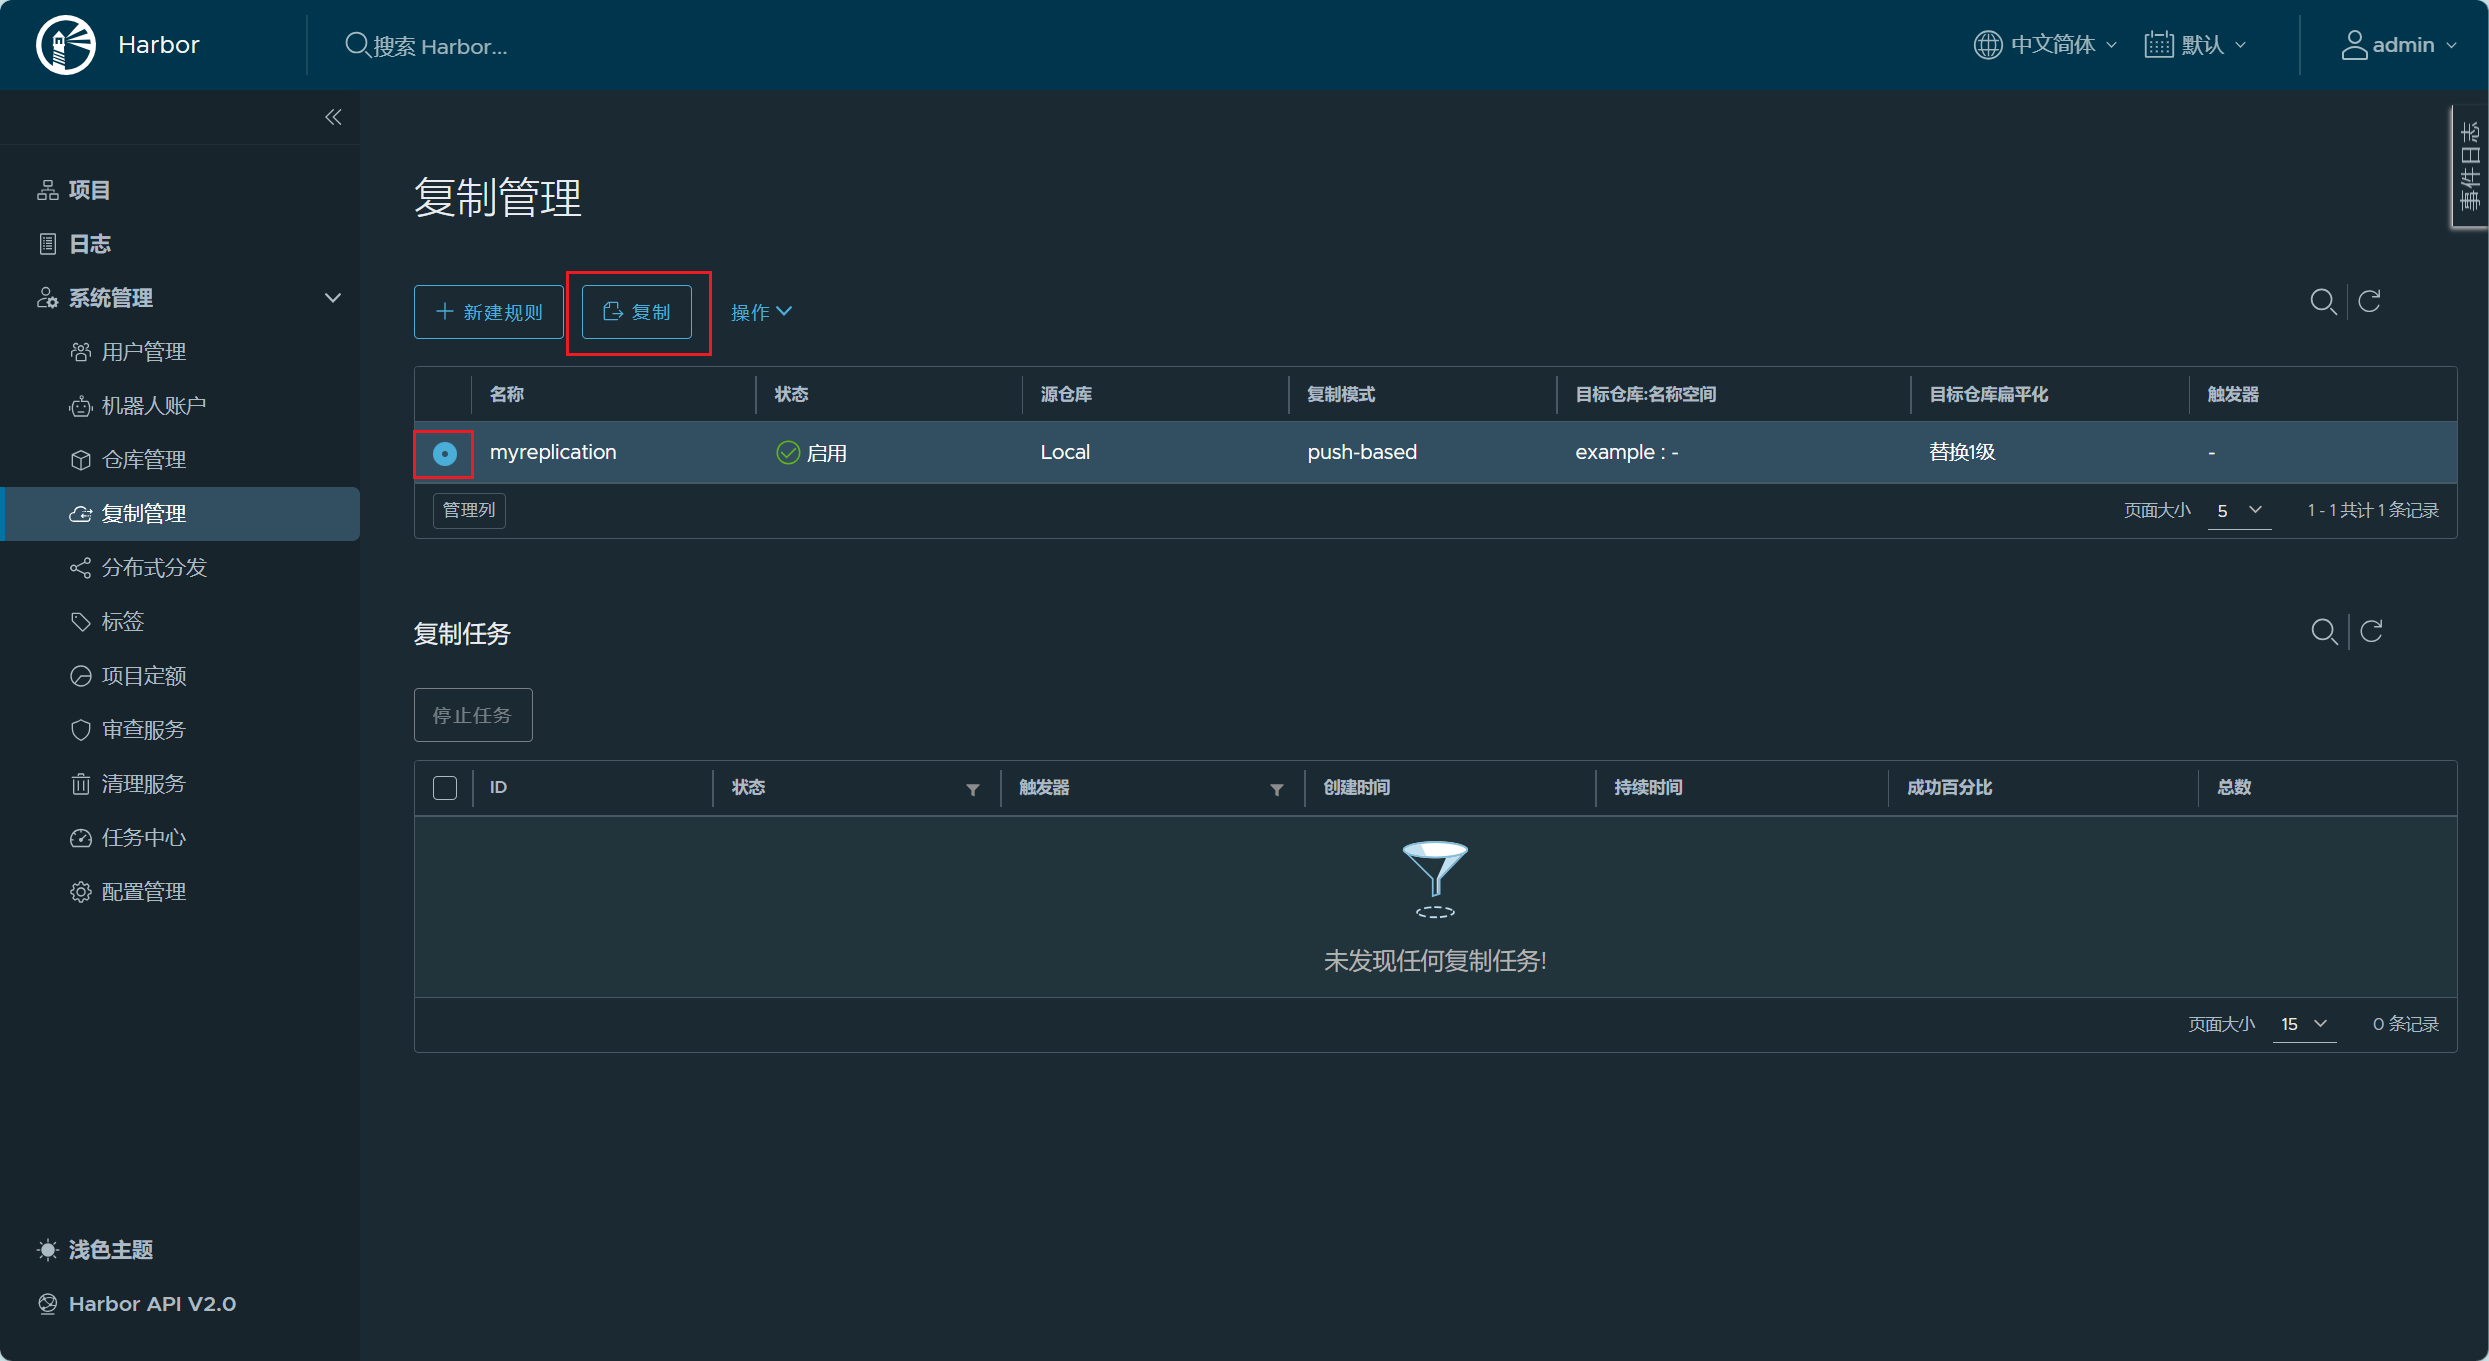 Harbor
搜索 Harbor...
中文简体
默认
admin
事件日志
项目
日志
系统管理
用户管理
机器人账户
仓库管理
复制管理
分布式分发
标签
项目定额
审查服务
清理服务
任务中心
配置管理
浅色主题
Harbor API V2.0
复制管理
新建规则
复制
操作
名称 状态 源仓库 复制模式 目标仓库:名称空间 目标仓库扁平化 触发器
myreplication 启用 Local push-based example : - 替换1级 -
管理列
页面大小 5 1 - 1 共计 1 条记录
复制任务
停止任务
ID 状态 触发器 创建时间 持续时间 成功百分比 总数
未发现任何复制任务!
页面大小 15 0 条记录